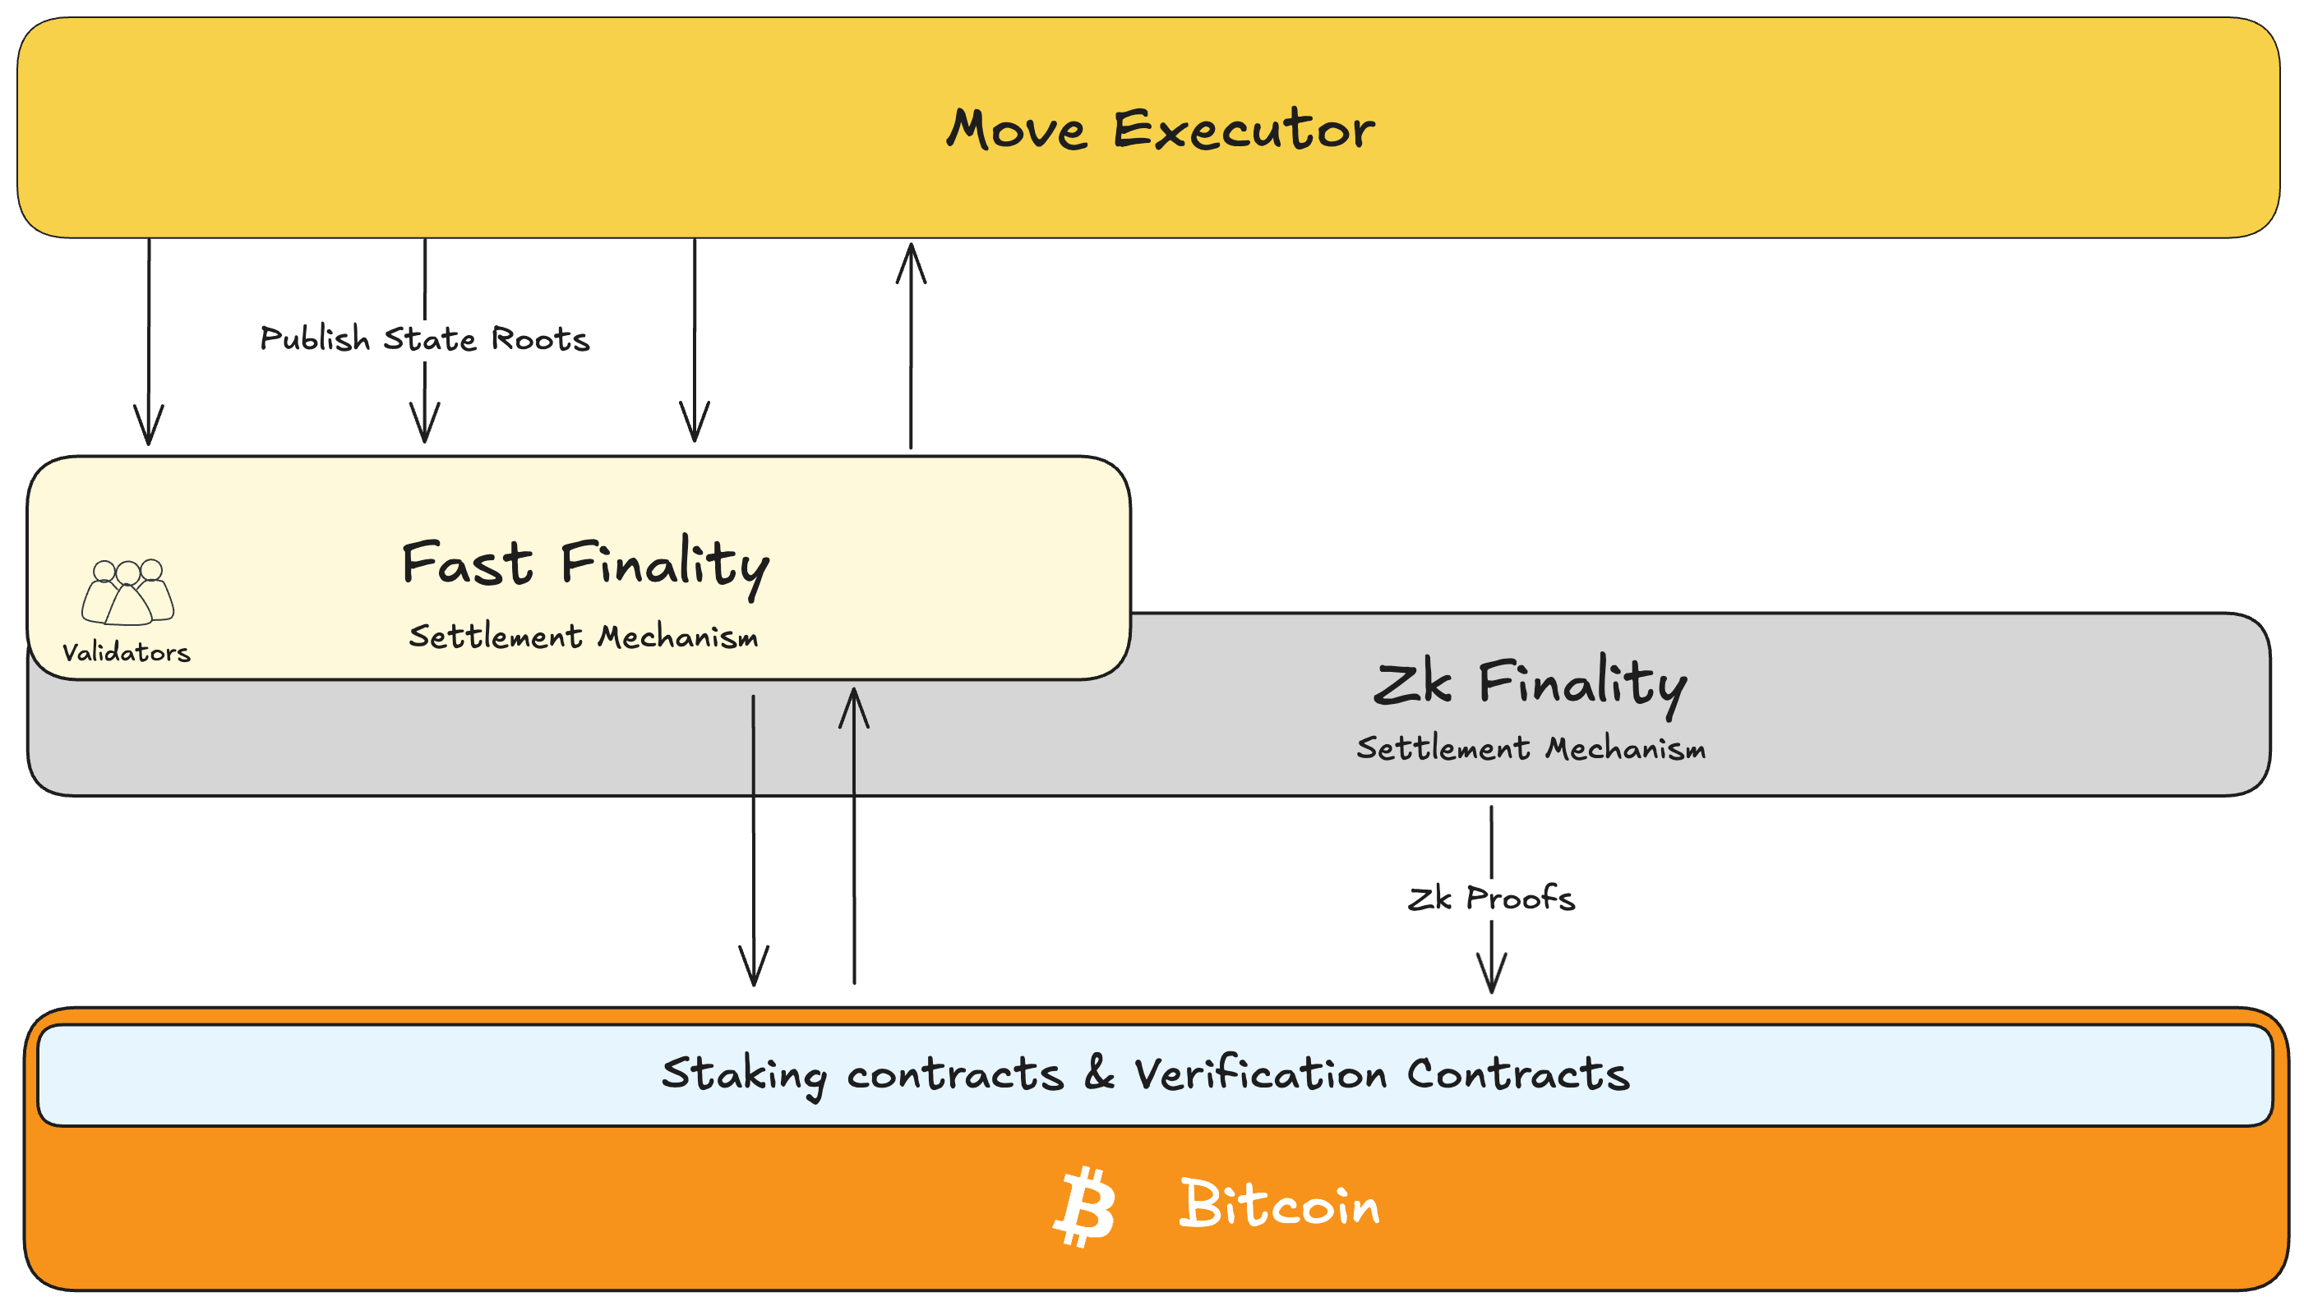 Move Executor
Publish State Roots
Fast Finality
Settlement Mechanism
Validators
Zk Finality
Settlement Mechanism
Zk Proofs
Staking contracts & Verification Contracts
Bitcoin